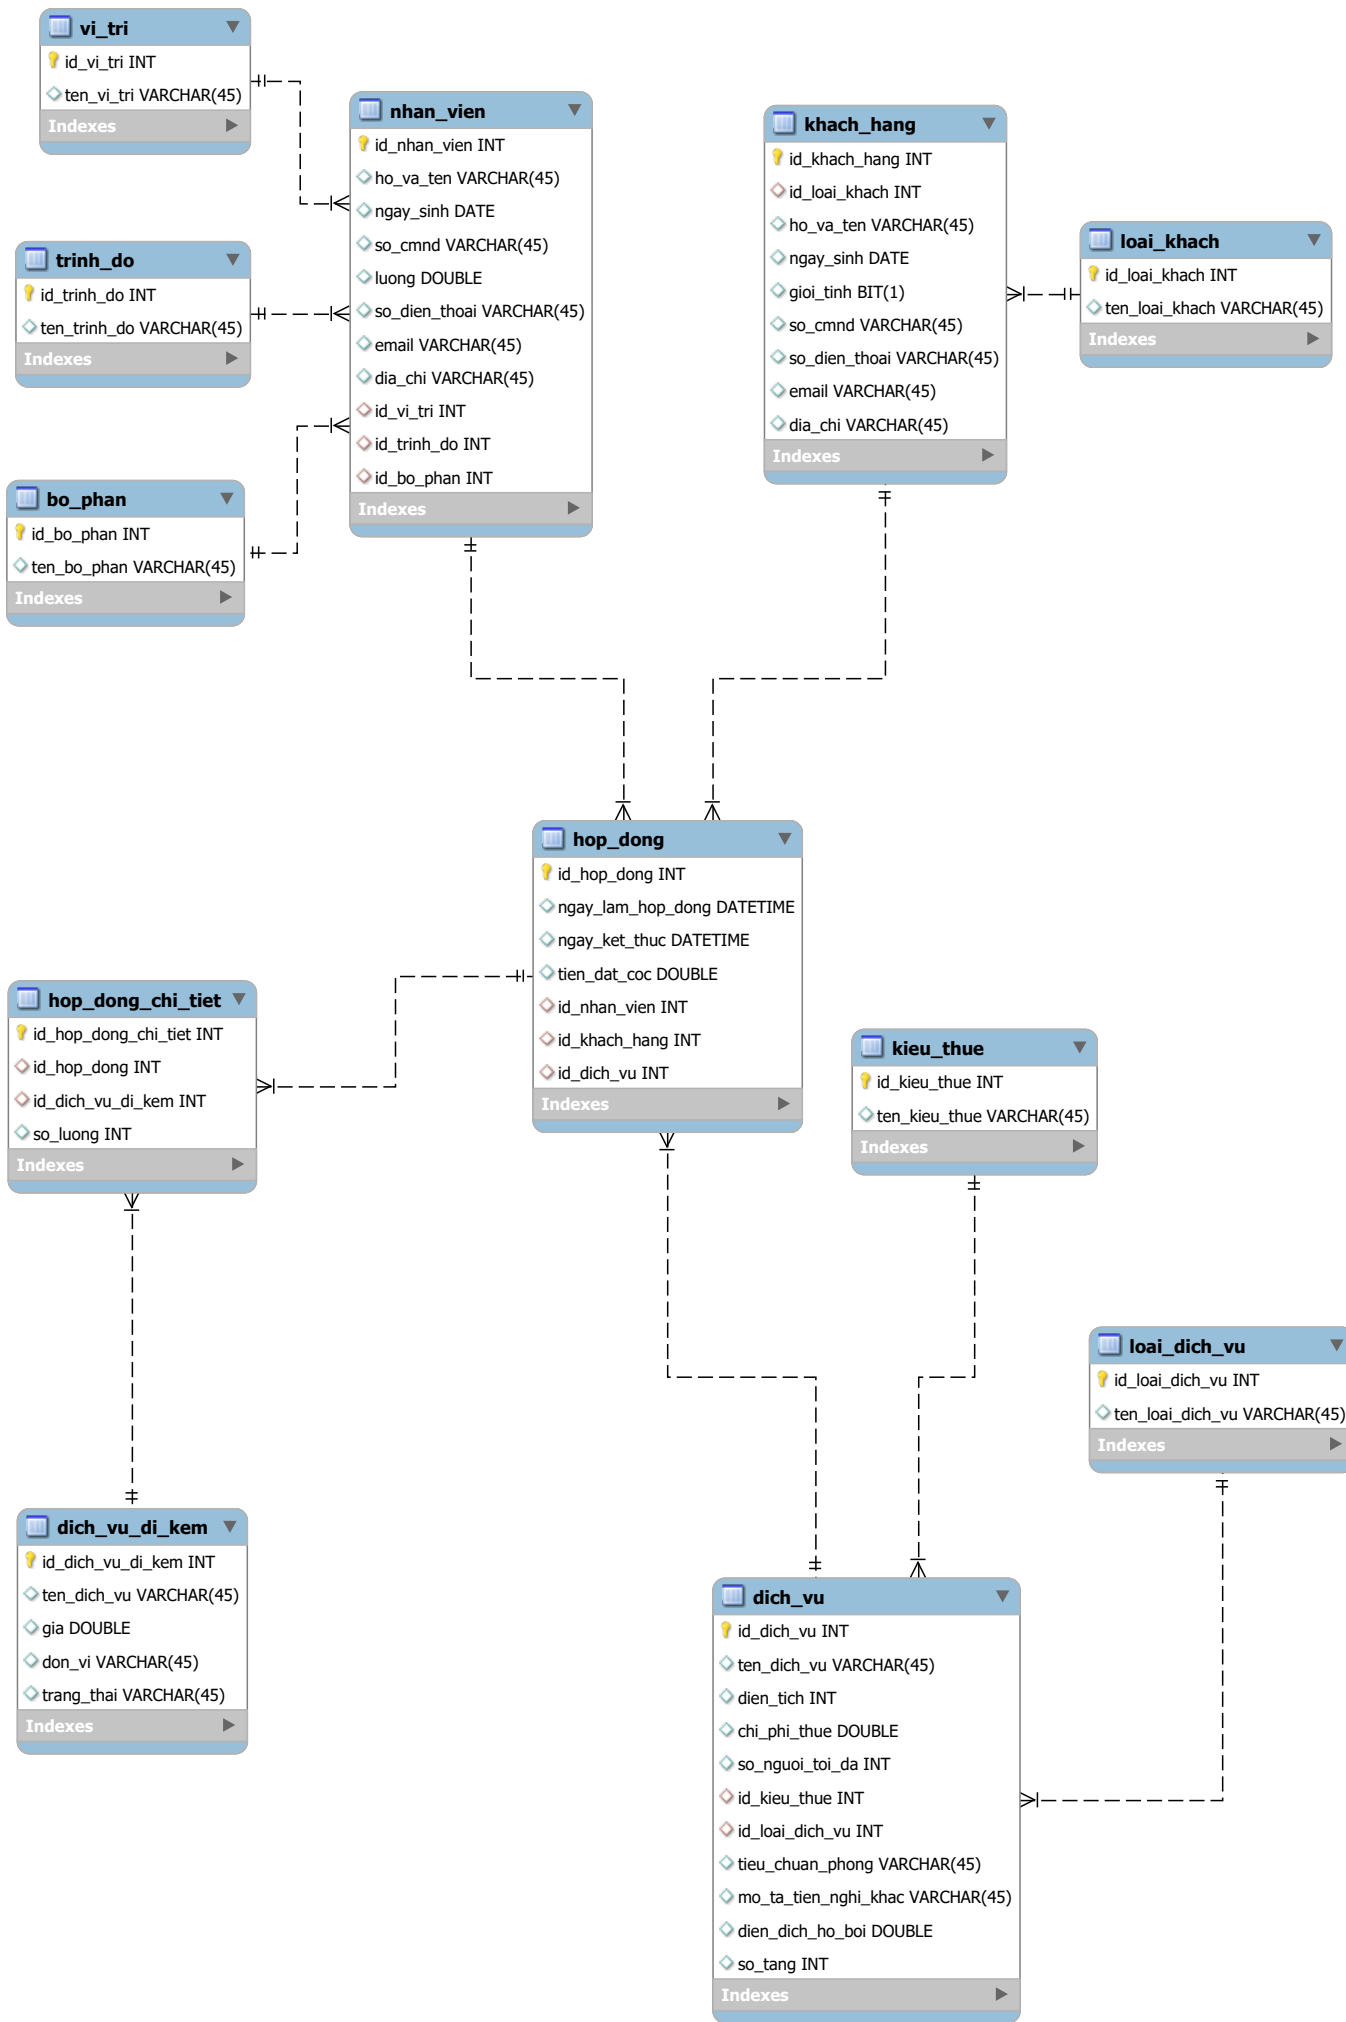 vi_tri
id_vi_tri INT
ten_vi_tri VARCHAR(45)
Indexes
nhan_vien
id_nhan_vien INT
ho_va_ten VARCHAR(45)
ngay_sinh DATE
so_cmnd VARCHAR(45)
luong DOUBLE
so_dien_thoai VARCHAR(45)
email VARCHAR(45)
dia_chi VARCHAR(45)
id_vi_tri INT
id_trinh_do INT
id_bo_phan INT
Indexes
khach_hang
id_khach_hang INT
id_loai_khach INT
ho_va_ten VARCHAR(45)
ngay_sinh DATE
gioi_tinh BIT(1)
so_cmnd VARCHAR(45)
so_dien_thoai VARCHAR(45)
email VARCHAR(45)
dia_chi VARCHAR(45)
Indexes
loai_khach
id_loai_khach INT
ten_loai_khach VARCHAR(45)
Indexes
trinh_do
id_trinh_do INT
ten_trinh_do VARCHAR(45)
Indexes
bo_phan
id_bo_phan INT
ten_bo_phan VARCHAR(45)
Indexes
hop_dong
id_hop_dong INT
ngay_lam_hop_dong DATETIME
ngay_ket_thuc DATETIME
tien_dat_coc DOUBLE
id_nhan_vien INT
id_khach_hang INT
id_dich_vu INT
Indexes
hop_dong_chi_tiet
id_hop_dong_chi_tiet INT
id_hop_dong INT
id_dich_vu_di_kem INT
so_luong INT
Indexes
kieu_thue
id_kieu_thue INT
ten_kieu_thue VARCHAR(45)
Indexes
loai_dich_vu
id_loai_dich_vu INT
ten_loai_dich_vu VARCHAR(45)
Indexes
dich_vu_di_kem
id_dich_vu_di_kem INT
ten_dich_vu VARCHAR(45)
gia DOUBLE
don_vi VARCHAR(45)
trang_thai VARCHAR(45)
Indexes
dich_vu
id_dich_vu INT
ten_dich_vu VARCHAR(45)
dien_tich INT
chi_phi_thue DOUBLE
so_nguoi_toi_da INT
id_kieu_thue INT
id_loai_dich_vu INT
tieu_chuan_phong VARCHAR(45)
mo_ta_tien_nghi_khac VARCHAR(45)
dien_dich_ho_boi DOUBLE
so_tang INT
Indexes